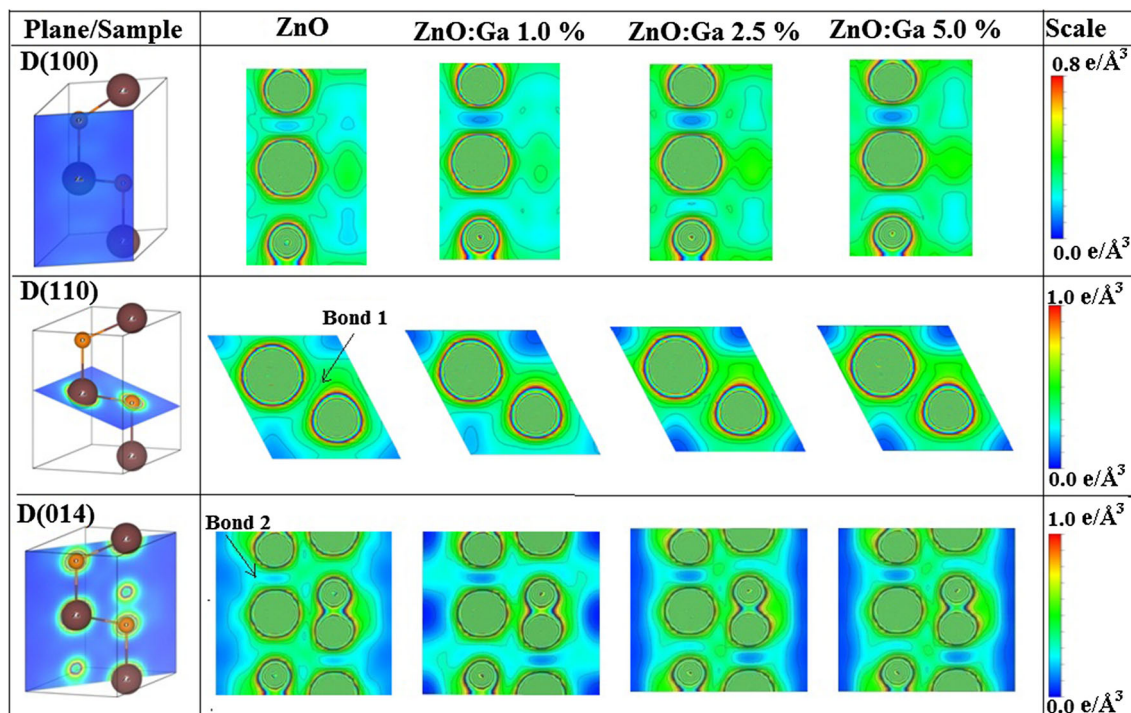 Plane/Sample ZnO ZnO:Ga 1.0 % ZnO:Ga 2.5 % ZnO:Ga 5.0 % Scale
D(100)
0.8 e/Å³
0.0 e/Å³
D(110)
Bond 1
1.0 e/Å³
0.0 e/Å³
D(014)
Bond 2
1.0 e/Å³
0.0 e/Å³